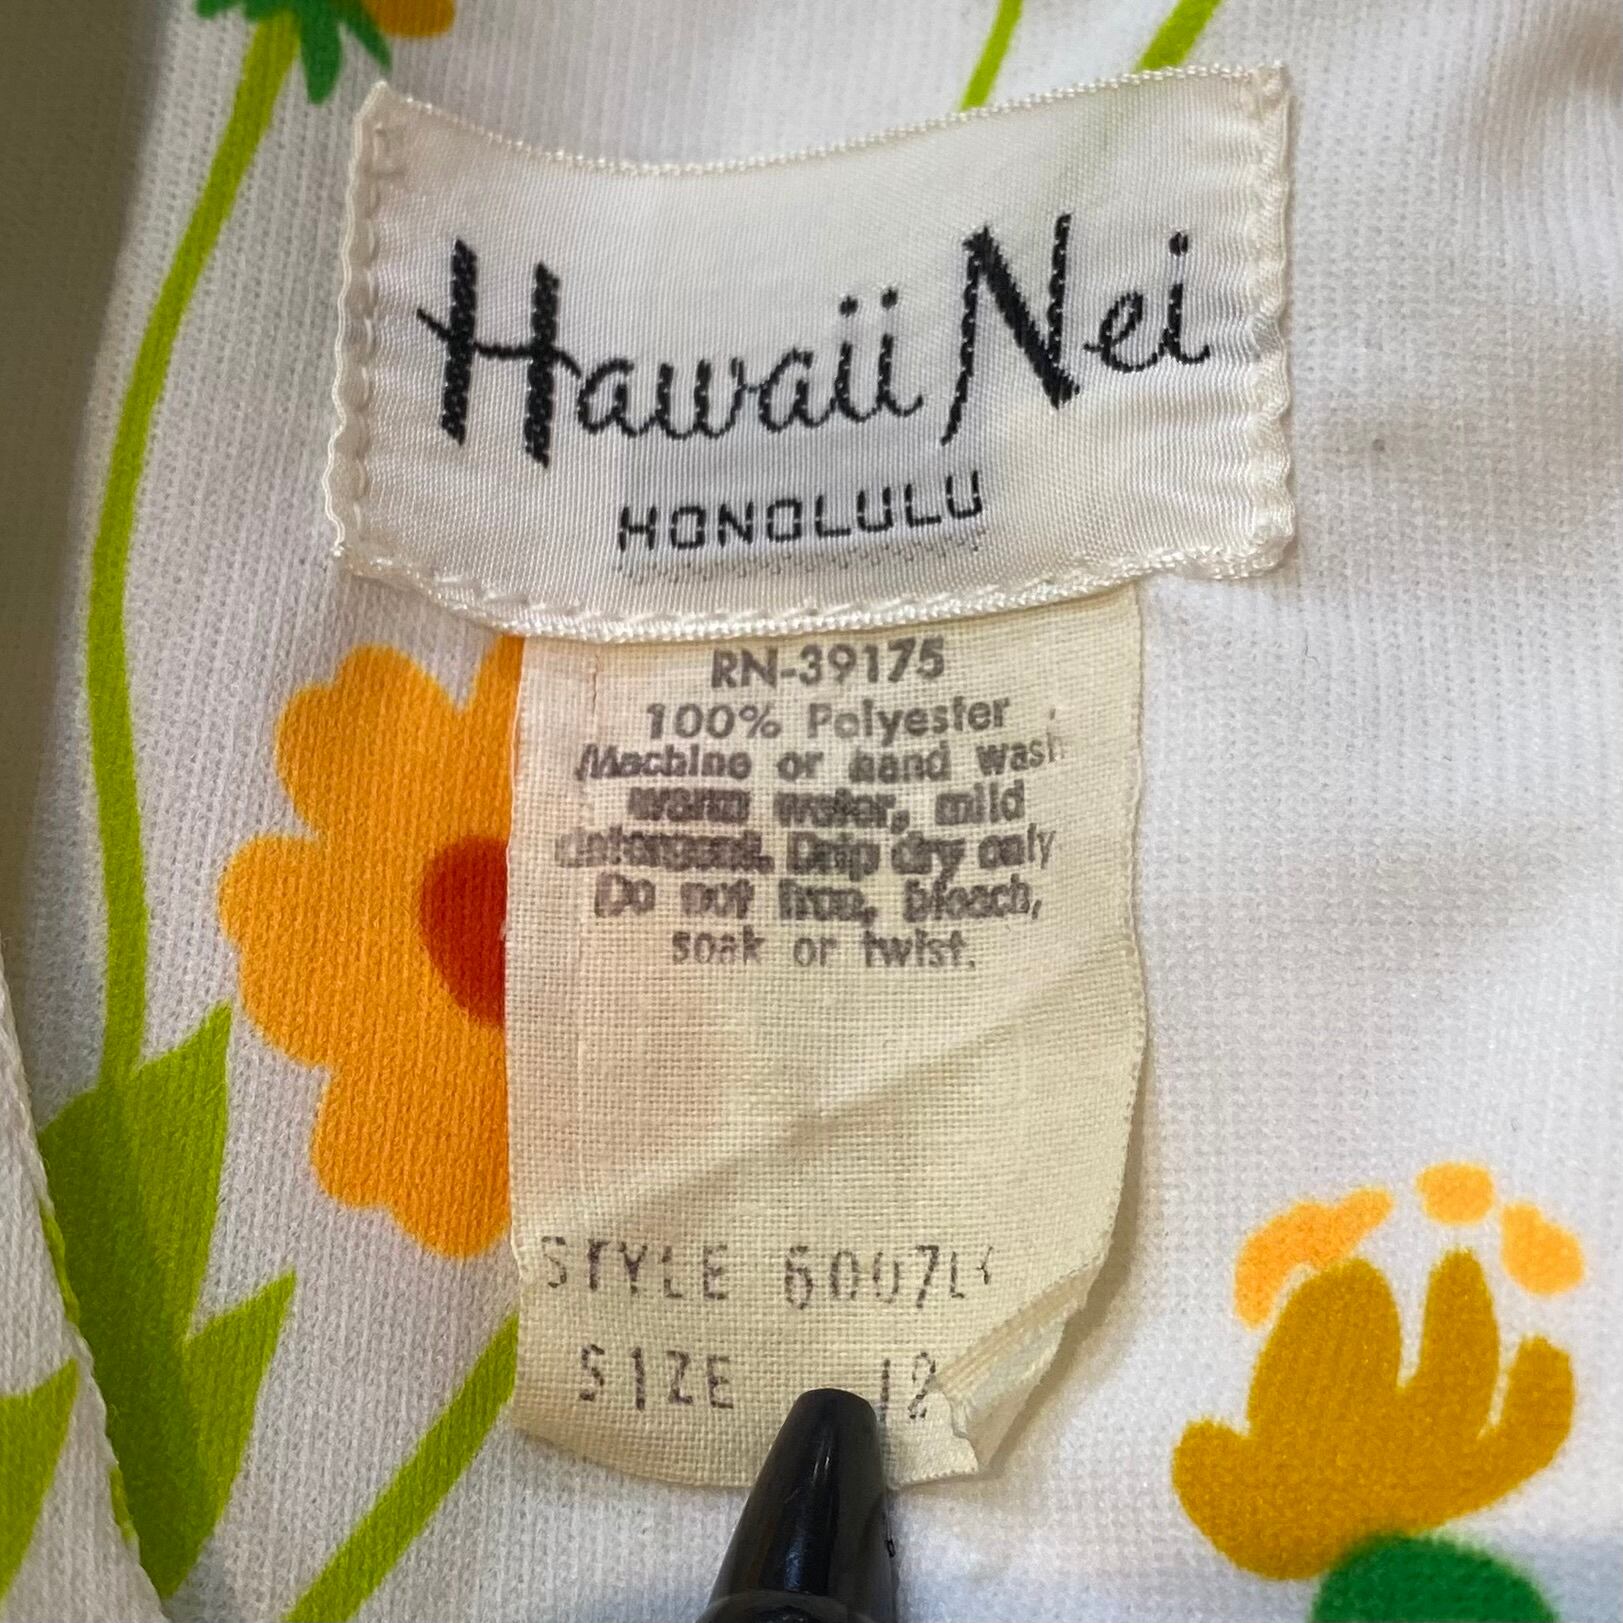 Hawaii Nei
HONOLULU
RN-39175
100% Polyester
Machine or hand wash
warm water, mild
detergent. Drip dry only
Do not iron, bleach,
soak or twist.
STYLE
SIZE 12